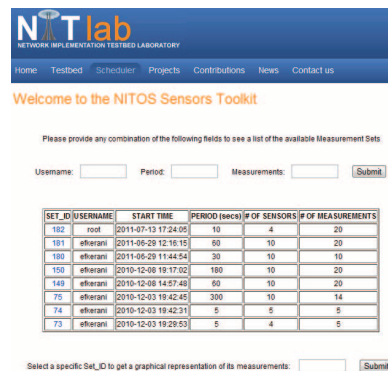 NITlab
NETWORK IMPLEMENTATION TESTBED LABORATORY
Home Testbed Scheduler Projects Contributions News Contact us
Welcome to the NITOS Sensors Toolkit
Please provide any combination of the following fields to see a list of the available Measurement Sets
Username: Period: Measurements: Submit
SET_ID USERNAME START TIME PERIOD (secs) # OF SENSORS # OF MEASUREMENTS
182 root 2011-07-13 17:24:05 10 4 20
181 efkerani 2011-06-29 12:16:15 60 10 20
180 efkerani 2011-06-29 11:44:54 30 10 10
150 efkerani 2010-12-08 19:17:02 180 10 20
149 efkerani 2010-12-08 14:57:48 60 10 20
75 efkerani 2010-12-03 19:42:45 300 10 14
74 efkerani 2010-12-03 19:42:31 5 5 5
73 efkerani 2010-12-03 19:29:53 5 4 5
Select a specific Set_ID to get a graphical representation of its measurements: Submit